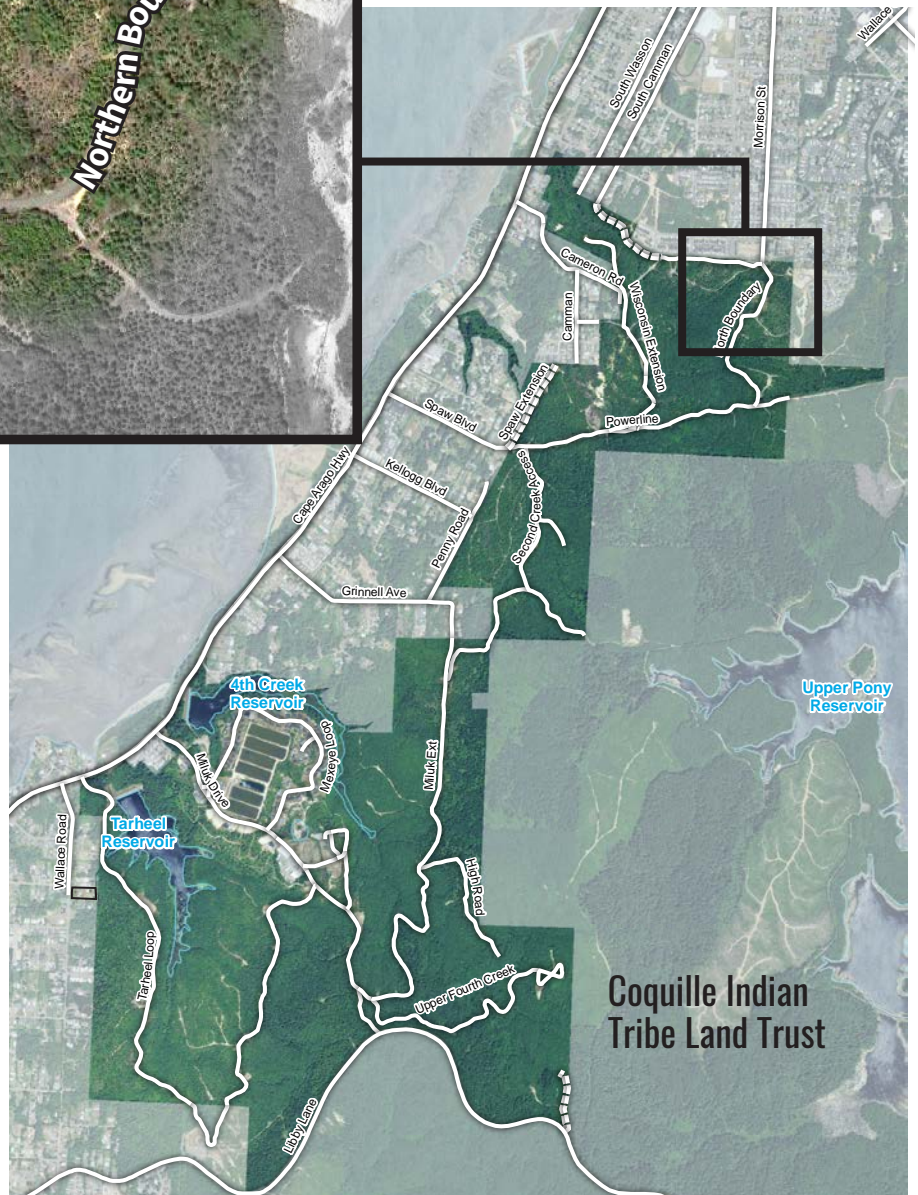 Northern Bou
Wallace
South Wasson
South Camman
Morrison St
Cameron Rd
Wisconsin Extension
orth Boundary
Camman
Spaw Extension
Powerline
Spaw Blvd
Cape Arago Hwy
Kellogg Blvd
Second Creek Access
Penny Road
Grinnell Ave
4th Creek
Reservoir
Upper Pony
Reservoir
Mexeye Loop
Miluk Drive
Miluk Ext
Tarheel
Reservoir
Wallace Road
High Road
Tarheel Loop
Upper Fourth Creek
Coquille Indian
Tribe Land Trust
Libby Lane